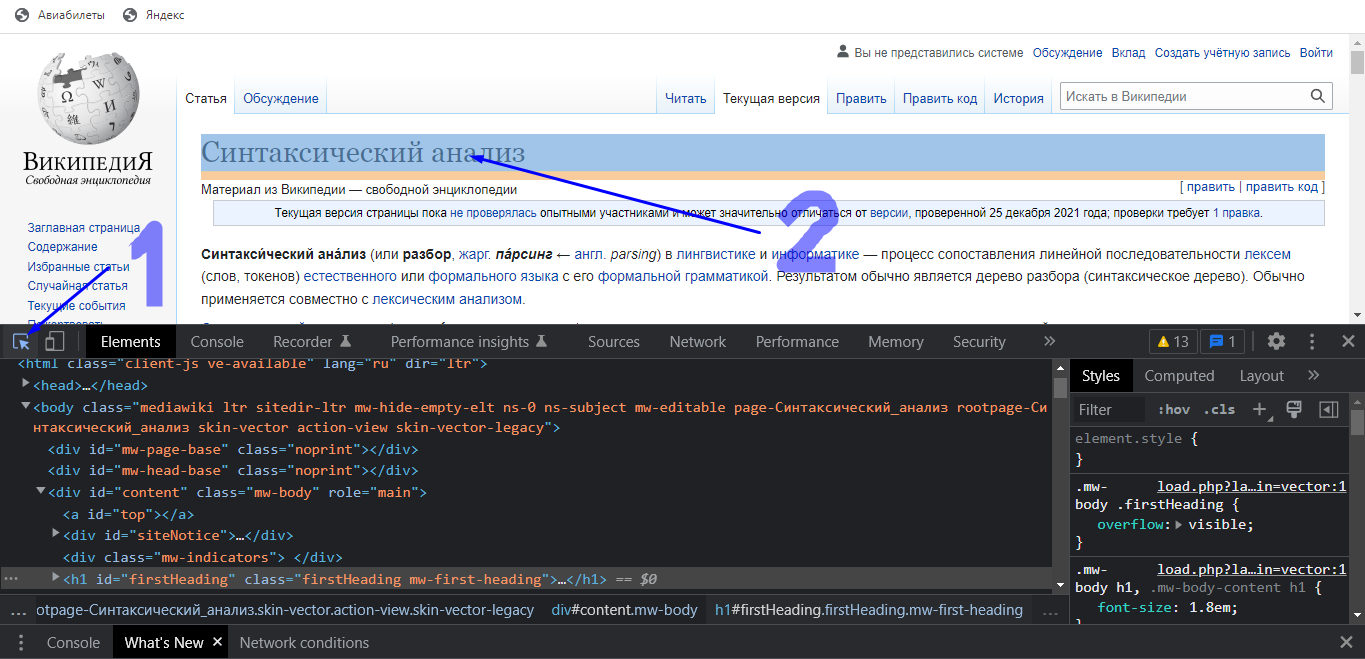 Авиабилеты Яндекс
Вы не представились системе Обсуждение Вклад Создать учётную запись Войти
Статья Обсуждение Читать Текущая версия Править Править код История Искать в Википедии
ВИКИПЕДИЯ
Свободная энциклопедия
Синтаксический анализ
Материал из Википедии — свободной энциклопедии [ править | править код ]
Текущая версия страницы пока не проверялась опытными участниками и может значительно отличаться от версии, проверенной 25 декабря 2021 года; проверки требует 1 правка.
Заглавная страница
Содержание
Избранные статьи
Случайная статья
Текущие события
1
2
Синтакси́ческий ана́лиз (или разбор, жарг. па́рсинг ← англ. parsing) в лингвистике и информатике — процесс сопоставления линейной последовательности лексем
(слов, токенов) естественного или формального языка с его формальной грамматикой. Результатом обычно является дерево разбора (синтаксическое дерево). Обычно
применяется совместно с лексическим анализом.
Elements Console Recorder Performance insights Sources Network Performance Memory Security » 13 1
<html class="client-js ve-available" lang="ru" dir="ltr">
<head>…</head>
<body class="mediawiki ltr sitedir-ltr mw-hide-empty-elt ns-0 ns-subject mw-editable page-Синтаксический_анализ rootpage-Си
нтаксический_анализ skin-vector action-view skin-vector-legacy">
<div id="mw-page-base" class="noprint"></div>
<div id="mw-head-base" class="noprint"></div>
<div id="content" class="mw-body" role="main">
<a id="top"></a>
<div id="siteNotice">…</div>
<div class="mw-indicators"> </div>
<h1 id="firstHeading" class="firstHeading mw-first-heading">…</h1> == $0
... otpage-Синтаксический_анализ.skin-vector.action-view.skin-vector-legacy div#content.mw-body h1#firstHeading.firstHeading.mw-first-heading ...
Styles Computed Layout »
Filter :hov .cls +
element.style {
}
.mw- load.php?la…in=vector:1
body .firstHeading {
overflow: visible;
}
.mw- load.php?la…in=vector:1
body h1, .mw-body-content h1 {
font-size: 1.8em;
Console What's New × Network conditions